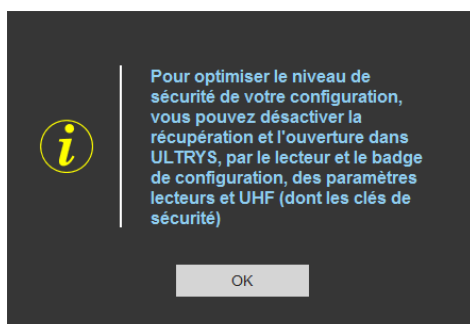 Pour optimiser le niveau de
sécurité de votre configuration,
vous pouvez désactiver la
récupération et l'ouverture dans
ULTRYS, par le lecteur et le badge
de configuration, des paramètres
lecteurs et UHF (dont les clés de
sécurité)
OK